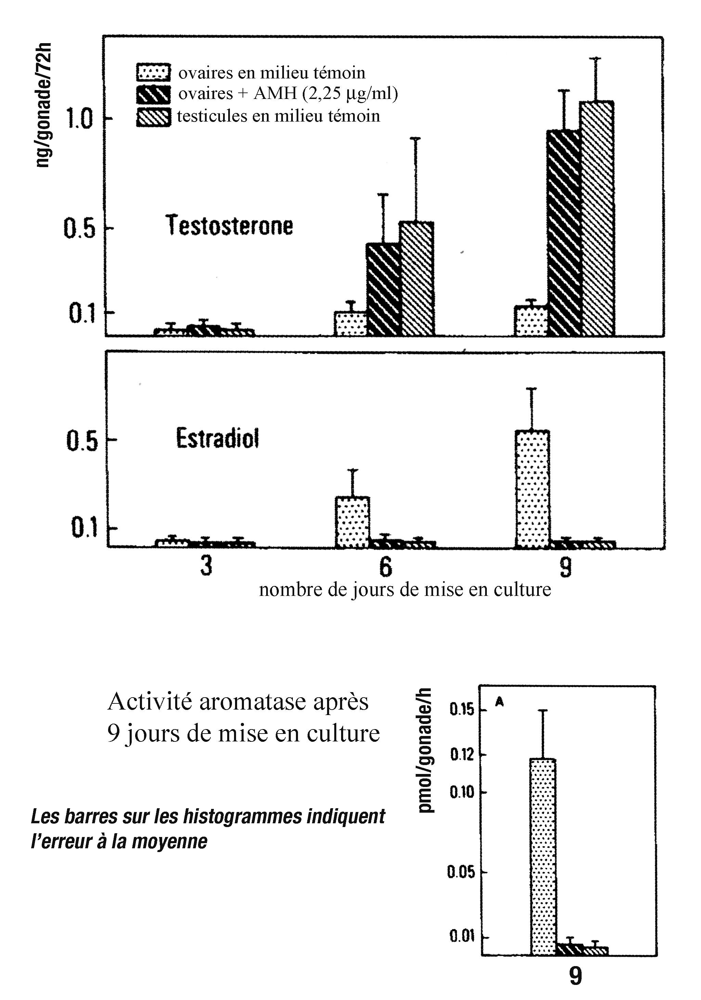 ng/gonade/72h
ovaires en milieu témoin
ovaires + AMH (2,25 µg/ml)
testicules en milieu témoin
1.0
0.5
0.1
Testosterone
0.5
0.1
Estradiol
3 6 9
nombre de jours de mise en culture
Activité aromatase après
9 jours de mise en culture
Les barres sur les histogrammes indiquent
l'erreur à la moyenne
pmol/gonade/h
A
0.15
0.12
0.10
0.05
0.01
9